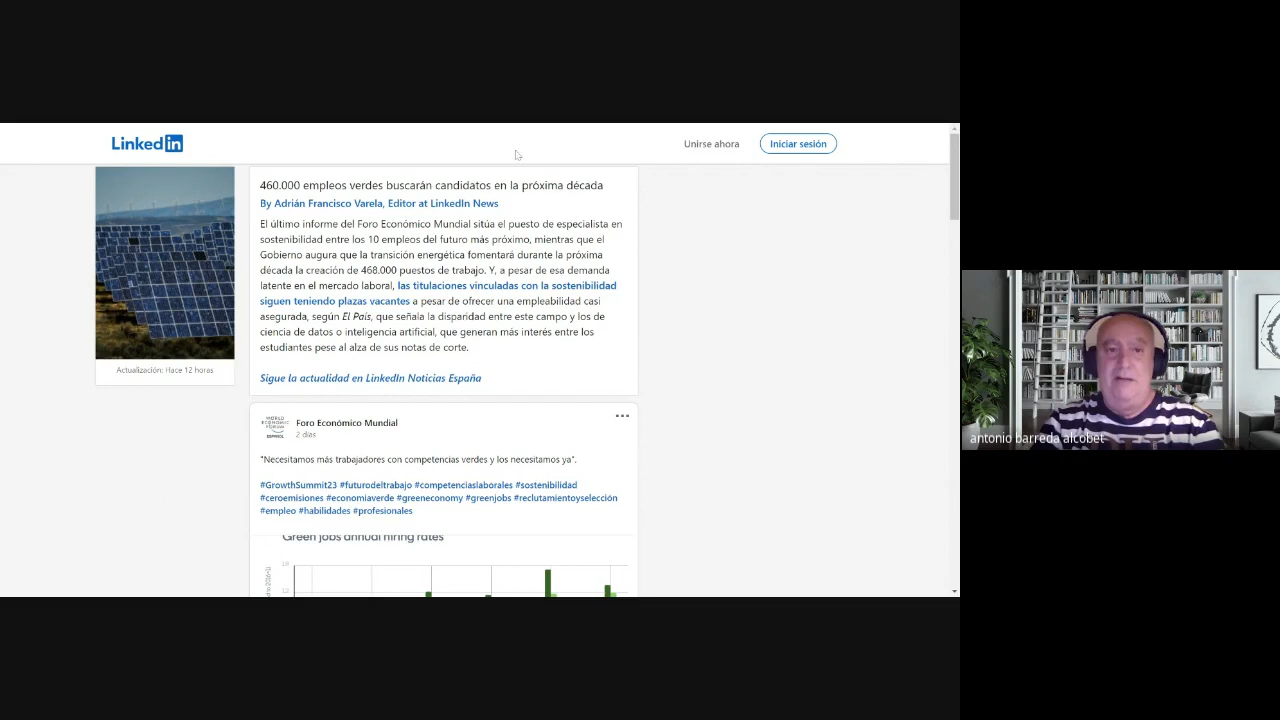 Linked in
Unirse ahora
Iniciar sesión
Actualización: Hace 12 horas
460.000 empleos verdes buscarán candidatos en la próxima década
By Adrián Francisco Varela, Editor at LinkedIn News
El último informe del Foro Económico Mundial sitúa el puesto de especialista en
sostenibilidad entre los 10 empleos del futuro más próximo, mientras que el
Gobierno augura que la transición energética fomentará durante la próxima
década la creación de 468.000 puestos de trabajo. Y, a pesar de esa demanda
latente en el mercado laboral, las titulaciones vinculadas con la sostenibilidad
siguen teniendo plazas vacantes a pesar de ofrecer una empleabilidad casi
asegurada, según El País, que señala la disparidad entre este campo y los de
ciencia de datos o inteligencia artificial, que generan más interés entre los
estudiantes pese al alza de sus notas de corte.
Sigue la actualidad en LinkedIn Noticias España
WORLD
ECONOMIC
FORUM
ESPAÑOL
Foro Económico Mundial
2 días
"Necesitamos más trabajadores con competencias verdes y los necesitamos ya".
#GrowthSummit23 #futurodeltrabajo #competenciaslaborales #sostenibilidad
#ceroemisiones #economiaverde #greeneconomy #greenjobs #reclutamientoyselección
#empleo #habilidades #profesionales
Green jobs annual hiring rates
antonio barreda alcobet